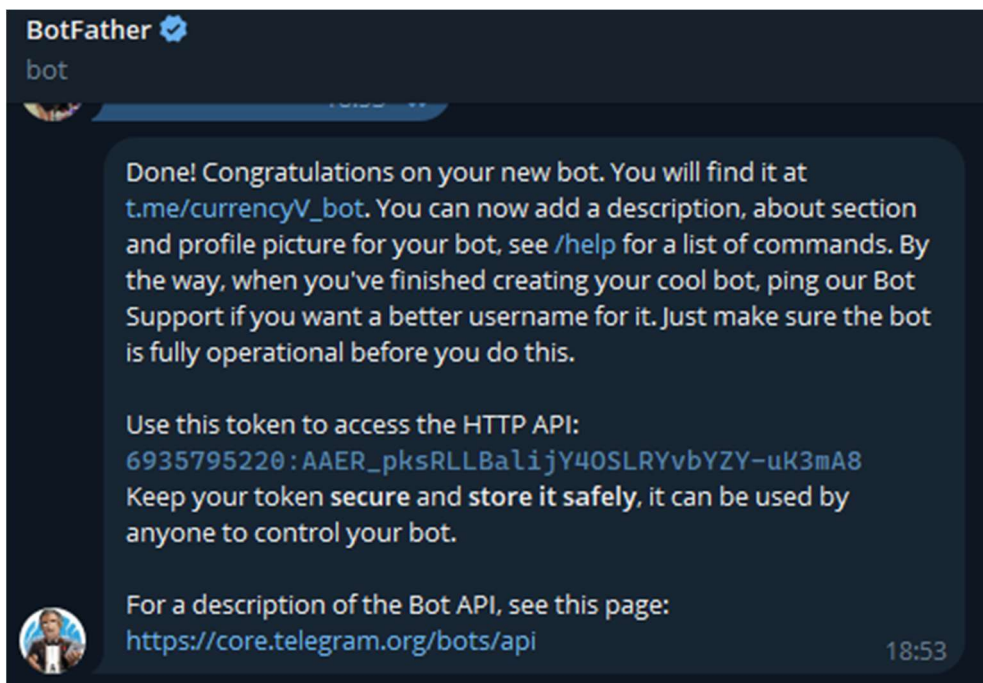 BotFather
bot
Done! Congratulations on your new bot. You will find it at
t.me/currencyV_bot. You can now add a description, about section
and profile picture for your bot, see /help for a list of commands. By
the way, when you've finished creating your cool bot, ping our Bot
Support if you want a better username for it. Just make sure the bot
is fully operational before you do this.
Use this token to access the HTTP API:
6935795220:AAER_pksRLLBalijY4OSLRYvbYZY-uK3mA8
Keep your token secure and store it safely, it can be used by
anyone to control your bot.
For a description of the Bot API, see this page:
https://core.telegram.org/bots/api
18:53